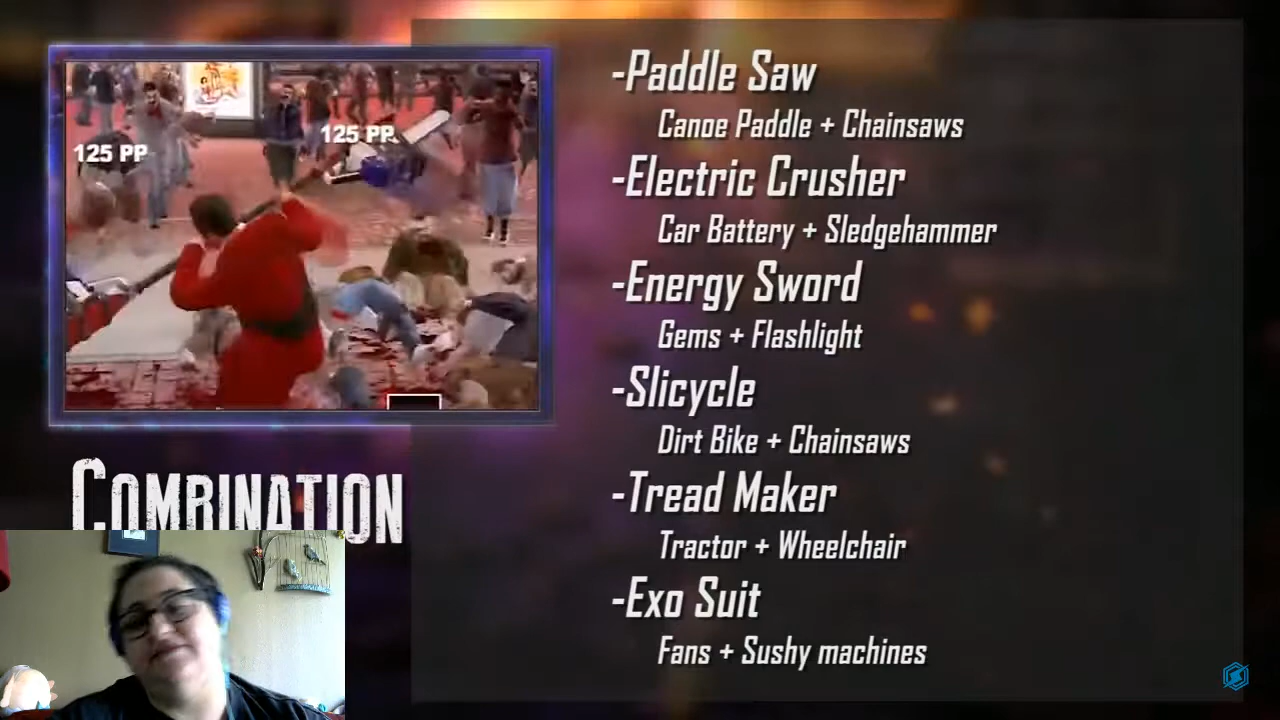 -Paddle Saw
Canoe Paddle + Chainsaws
125 PP
125 PP
-Electric Crusher
Car Battery + Sledgehammer
-Energy Sword
Gems + Flashlight
-Slicycle
Dirt Bike + Chainsaws
-Tread Maker
Tractor + Wheelchair
-Exo Suit
Fans + Sushy machines
COMBINATION